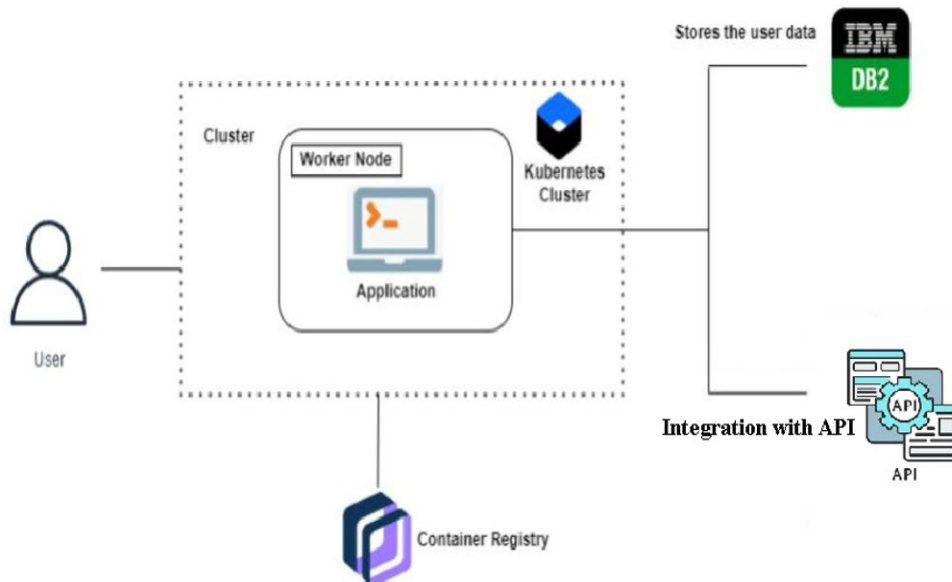 Stores the user data
IBM
DB2
Cluster
Worker Node
Kubernetes
Cluster
Application
User
API
Integration with API
API
Container Registry